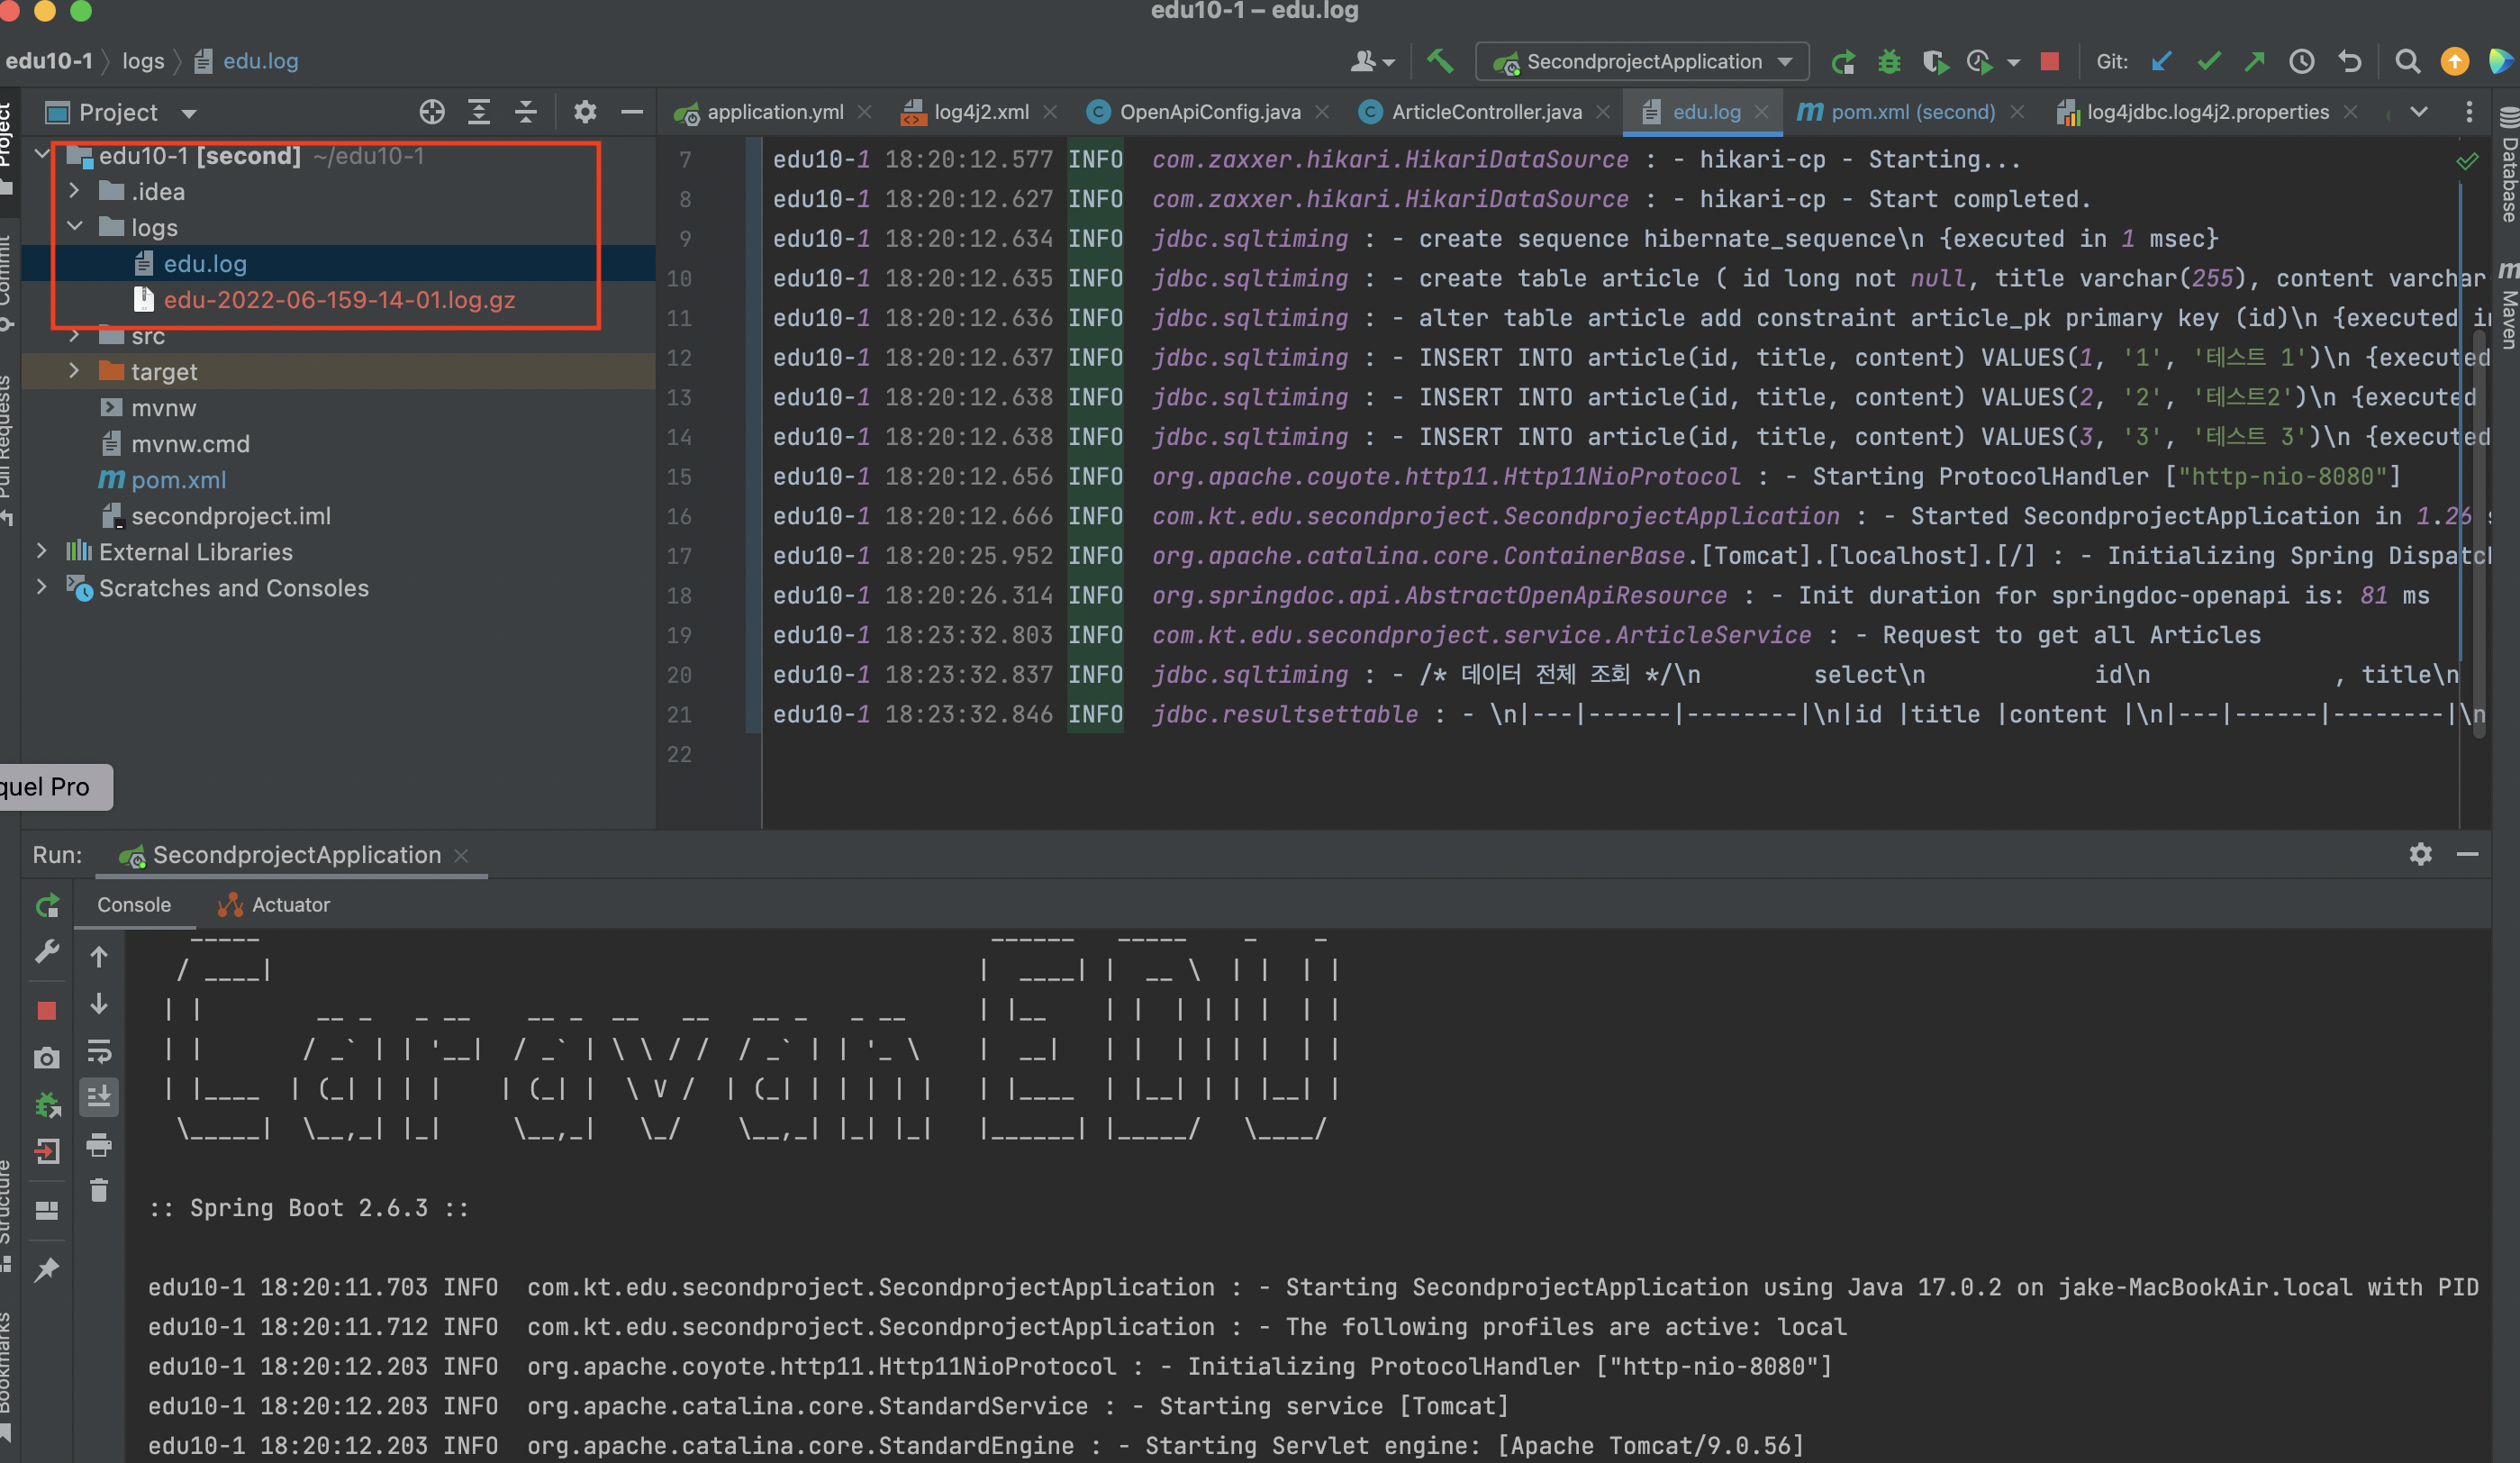 edu10-1 – edu.log
edu10-1 logs edu.log
SecondprojectApplication
Git:
Project
application.yml
log4j2.xml
OpenApiConfig.java
ArticleController.java
edu.log
pom.xml (second)
log4jdbc.log4j2.properties
edu10-1 [second] ~/edu10-1
.idea
logs
edu.log
edu-2022-06-159-14-01.log.gz
src
target
mvnw
mvnw.cmd
pom.xml
secondproject.iml
External Libraries
Scratches and Consoles
Project
Commit
Pull Requests
Structure
Bookmarks
Database
Maven
quel Pro
7 edu10-1 18:20:12.577 INFO com.zaxxer.hikari.HikariDataSource : - hikari-cp - Starting...
8 edu10-1 18:20:12.627 INFO com.zaxxer.hikari.HikariDataSource : - hikari-cp - Start completed.
9 edu10-1 18:20:12.634 INFO jdbc.sqltiming : - create sequence hibernate_sequence\n {executed in 1 msec}
10 edu10-1 18:20:12.635 INFO jdbc.sqltiming : - create table article ( id long not null, title varchar(255), content varchar
11 edu10-1 18:20:12.636 INFO jdbc.sqltiming : - alter table article add constraint article_pk primary key (id)\n {executed in
12 edu10-1 18:20:12.637 INFO jdbc.sqltiming : - INSERT INTO article(id, title, content) VALUES(1, '1', '테스트 1')\n {executed
13 edu10-1 18:20:12.638 INFO jdbc.sqltiming : - INSERT INTO article(id, title, content) VALUES(2, '2', '테스트2')\n {executed
14 edu10-1 18:20:12.638 INFO jdbc.sqltiming : - INSERT INTO article(id, title, content) VALUES(3, '3', '테스트 3')\n {executed
15 edu10-1 18:20:12.656 INFO org.apache.coyote.http11.Http11NioProtocol : - Starting ProtocolHandler ["http-nio-8080"]
16 edu10-1 18:20:12.666 INFO com.kt.edu.secondproject.SecondprojectApplication : - Started SecondprojectApplication in 1.26 s
17 edu10-1 18:20:25.952 INFO org.apache.catalina.core.ContainerBase.[Tomcat].[localhost].[/] : - Initializing Spring Dispatch
18 edu10-1 18:20:26.314 INFO org.springdoc.api.AbstractOpenApiResource : - Init duration for springdoc-openapi is: 81 ms
19 edu10-1 18:23:32.803 INFO com.kt.edu.secondproject.service.ArticleService : - Request to get all Articles
20 edu10-1 18:23:32.837 INFO jdbc.sqltiming : - /* 데이터 전체 조회 */\n select\n id\n , title\n
21 edu10-1 18:23:32.846 INFO jdbc.resultsettable : - \n|---|------|--------|\n|id |title |content |\n|---|------|--------|\n
22
Run: SecondprojectApplication
Console
Actuator
Caravan EDU
:: Spring Boot 2.6.3 ::
edu10-1 18:20:11.703 INFO com.kt.edu.secondproject.SecondprojectApplication : - Starting SecondprojectApplication using Java 17.0.2 on jake-MacBookAir.local with PID
edu10-1 18:20:11.712 INFO com.kt.edu.secondproject.SecondprojectApplication : - The following profiles are active: local
edu10-1 18:20:12.203 INFO org.apache.coyote.http11.Http11NioProtocol : - Initializing ProtocolHandler ["http-nio-8080"]
edu10-1 18:20:12.203 INFO org.apache.catalina.core.StandardService : - Starting service [Tomcat]
edu10-1 18:20:12.203 INFO org.apache.catalina.core.StandardEngine : - Starting Servlet engine: [Apache Tomcat/9.0.56]